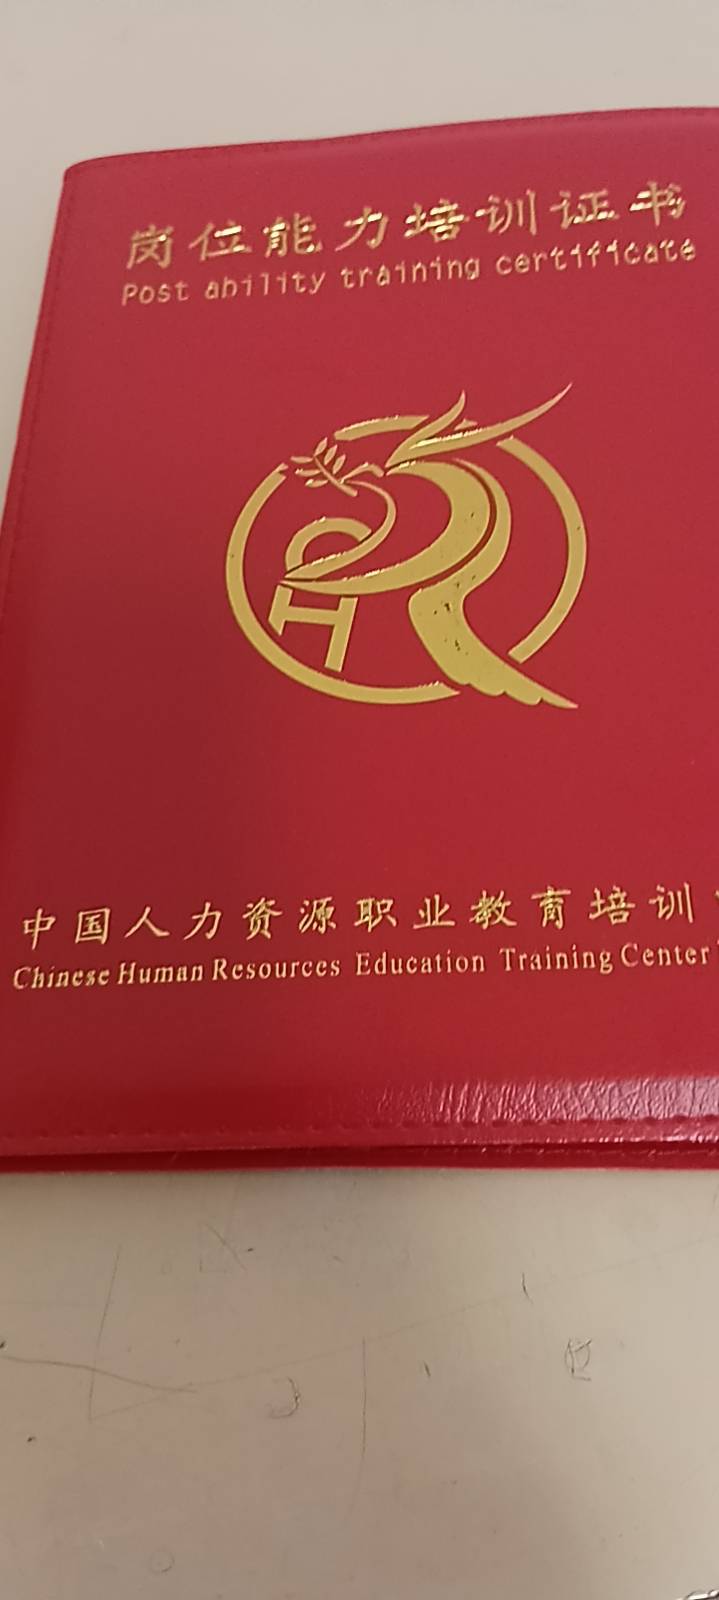 岗位能力培训证书
Post ability training certificate
中国人力资源职业教育培训
Chinese Human Resources Education Training Center